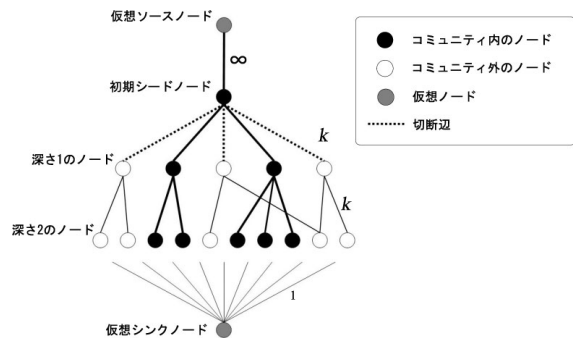 仮想ソースノード
∞
初期シードノード
k
深さ1のノード
k
深さ2のノード
1
仮想シンクノード
コミュニティ内のノード
コミュニティ外のノード
仮想ノード
切断辺